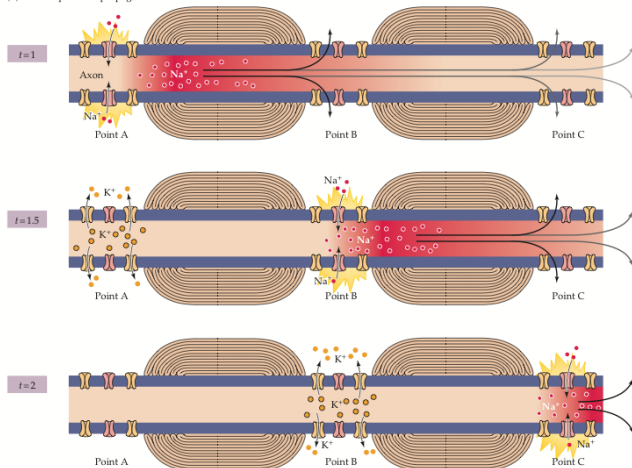 t=1
Axon
Na⁺
Na⁺
Point A
Point B
Point C
t=1.5
K⁺
K⁺
Na⁺
Na⁺
Na⁺
Point A
Point B
Point C
t=2
K⁺
K⁺
K⁺
Na⁺
Na⁺
Point A
Point B
Point C